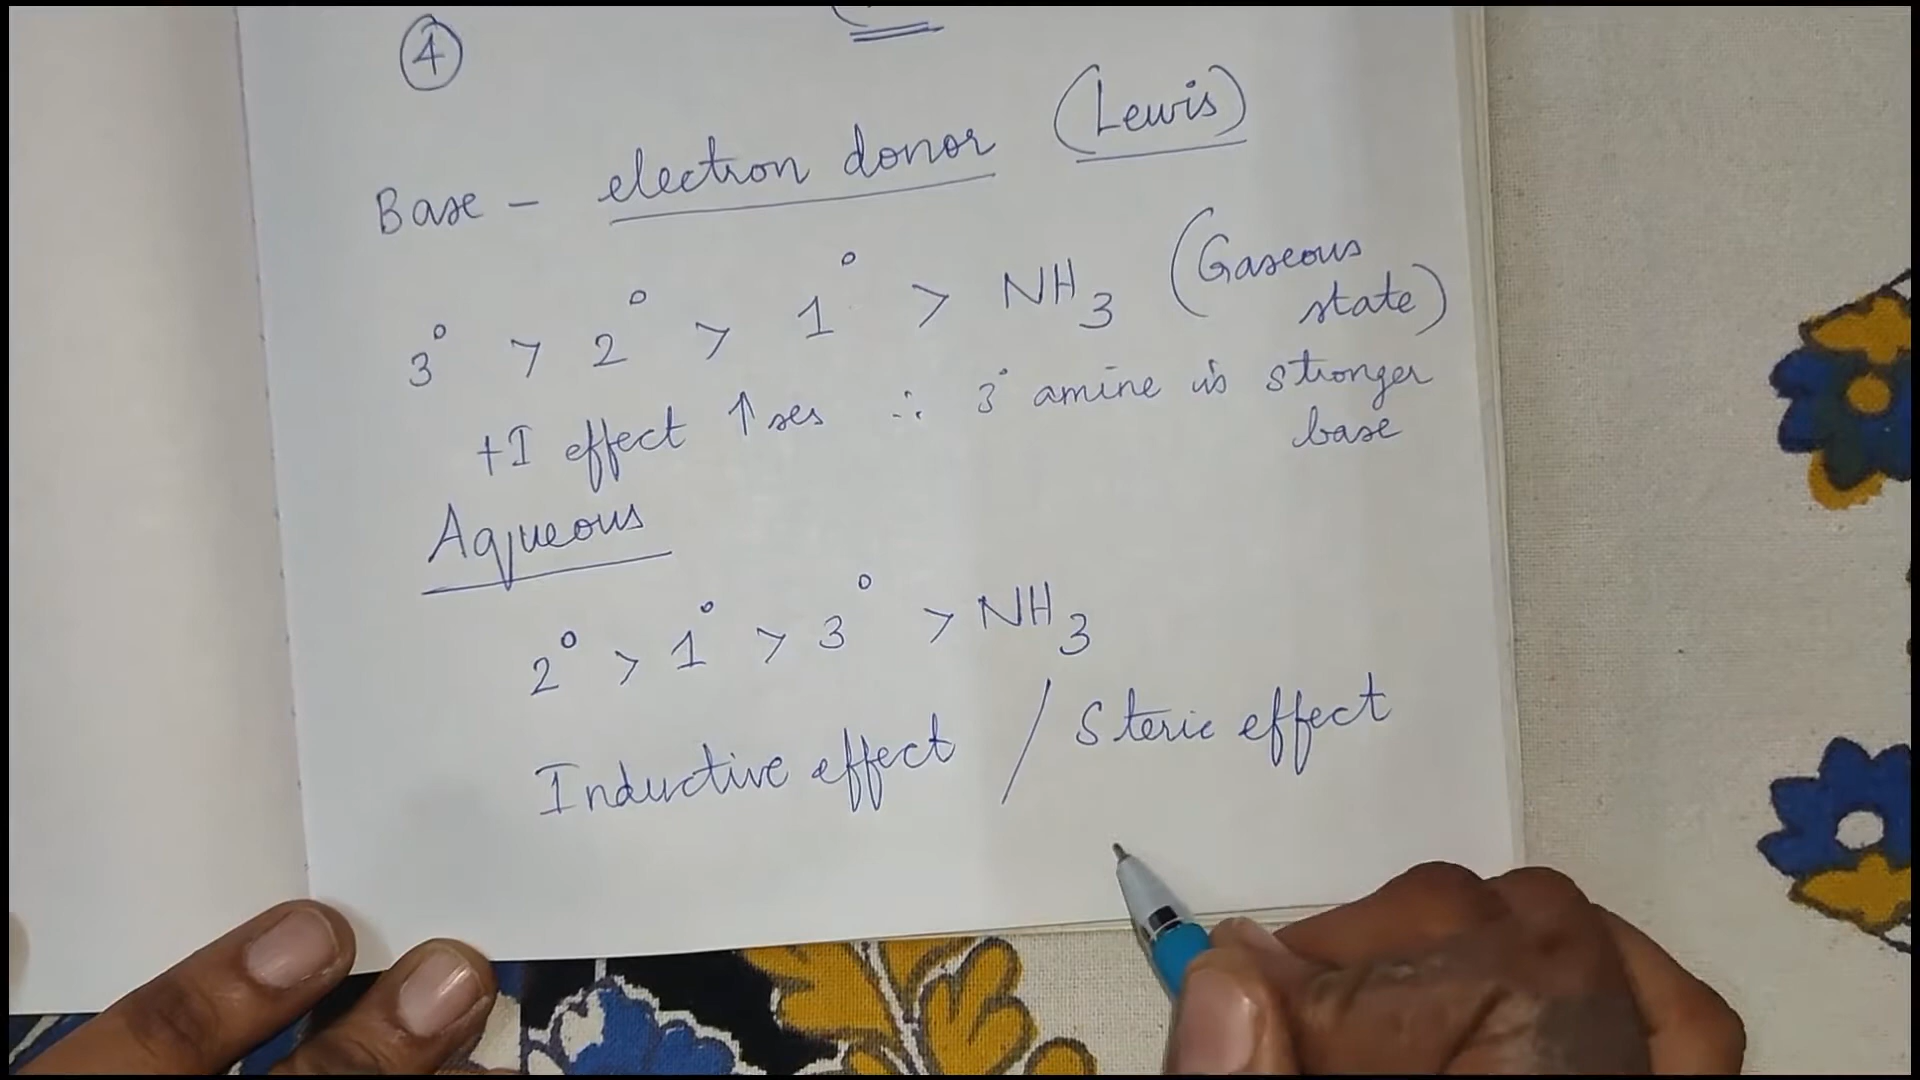 4
Base - electron donor (Lewis)
3° > 2° > 1° > NH3 (Gaseous
state)
+I effect ↑ses ∴ 3° amine is stronger
base
Aqueous
2° > 1° > 3° > NH3
Inductive effect / Steric effect